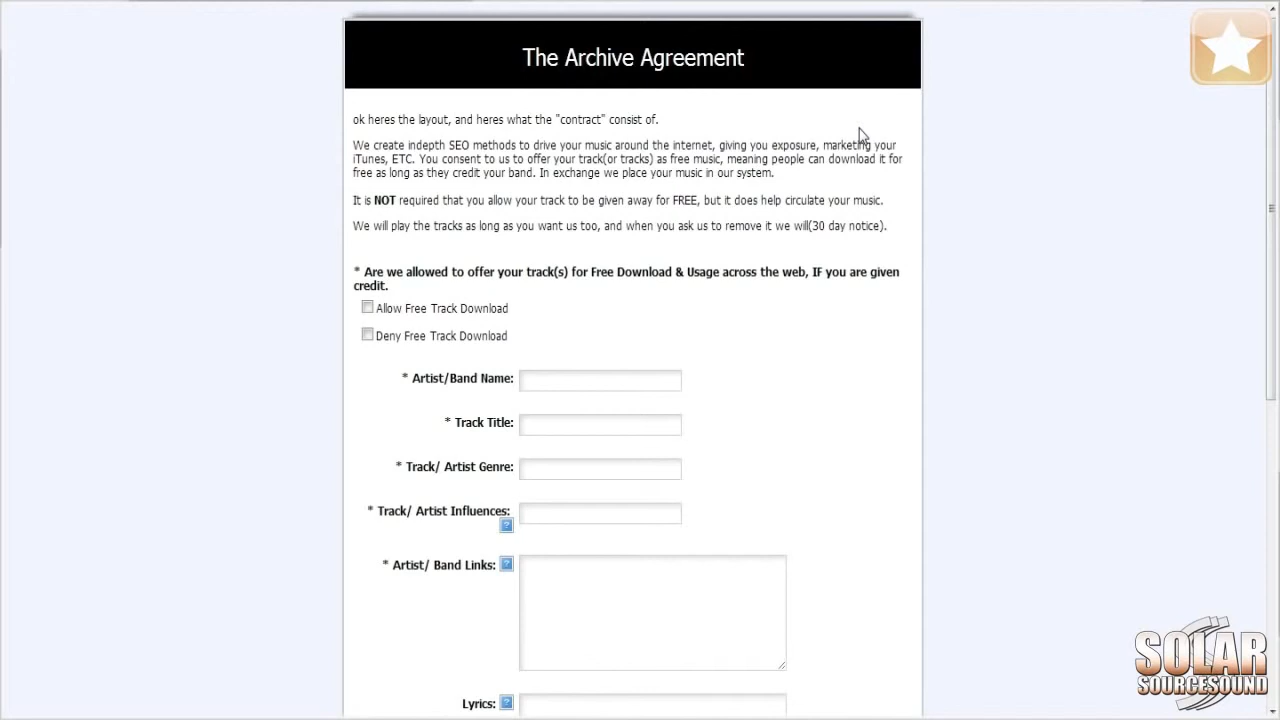 The Archive Agreement
ok heres the layout, and heres what the "contract" consist of.
We create indepth SEO methods to drive your music around the internet, giving you exposure, marketing your
iTunes, ETC. You consent to us to offer your track(or tracks) as free music, meaning people can download it for
free as long as they credit your band. In exchange we place your music in our system.
It is NOT required that you allow your track to be given away for FREE, but it does help circulate your music.
We will play the tracks as long as you want us too, and when you ask us to remove it we will(30 day notice).
* Are we allowed to offer your track(s) for Free Download & Usage across the web, IF you are given
credit.
Allow Free Track Download
Deny Free Track Download
* Artist/Band Name:
* Track Title:
* Track/ Artist Genre:
* Track/ Artist Influences:
?
* Artist/ Band Links: ?
Lyrics: ?
SOLAR
SOURCESOUND